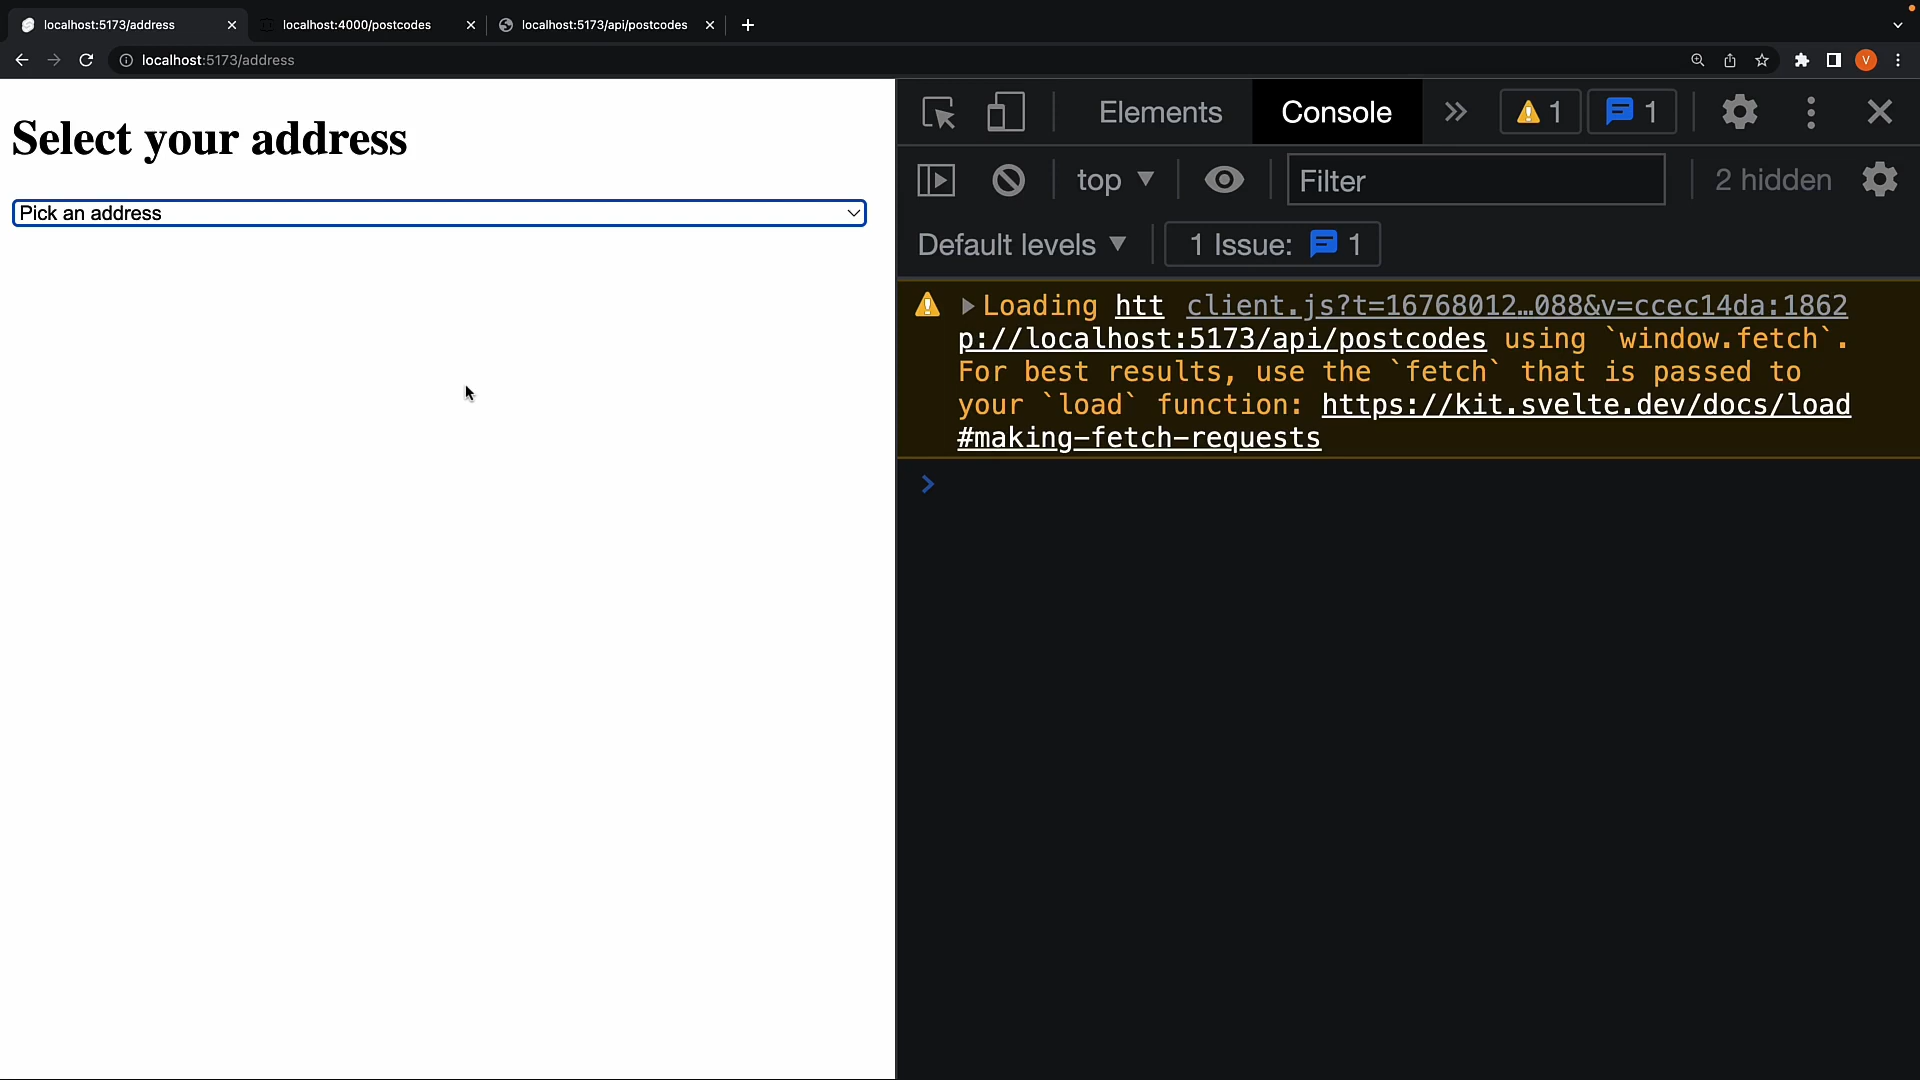 localhost:5173/address
localhost:4000/postcodes
localhost:5173/api/postcodes
localhost:5173/address
V
Select your address
Pick an address
Elements
Console
1
1
top
Filter
2 hidden
Default levels
1 Issue:
1
Loading htt client.js?t=16768012…088&v=ccec14da:1862
p://localhost:5173/api/postcodes using `window.fetch`.
For best results, use the `fetch` that is passed to
your `load` function: https://kit.svelte.dev/docs/load
#making-fetch-requests